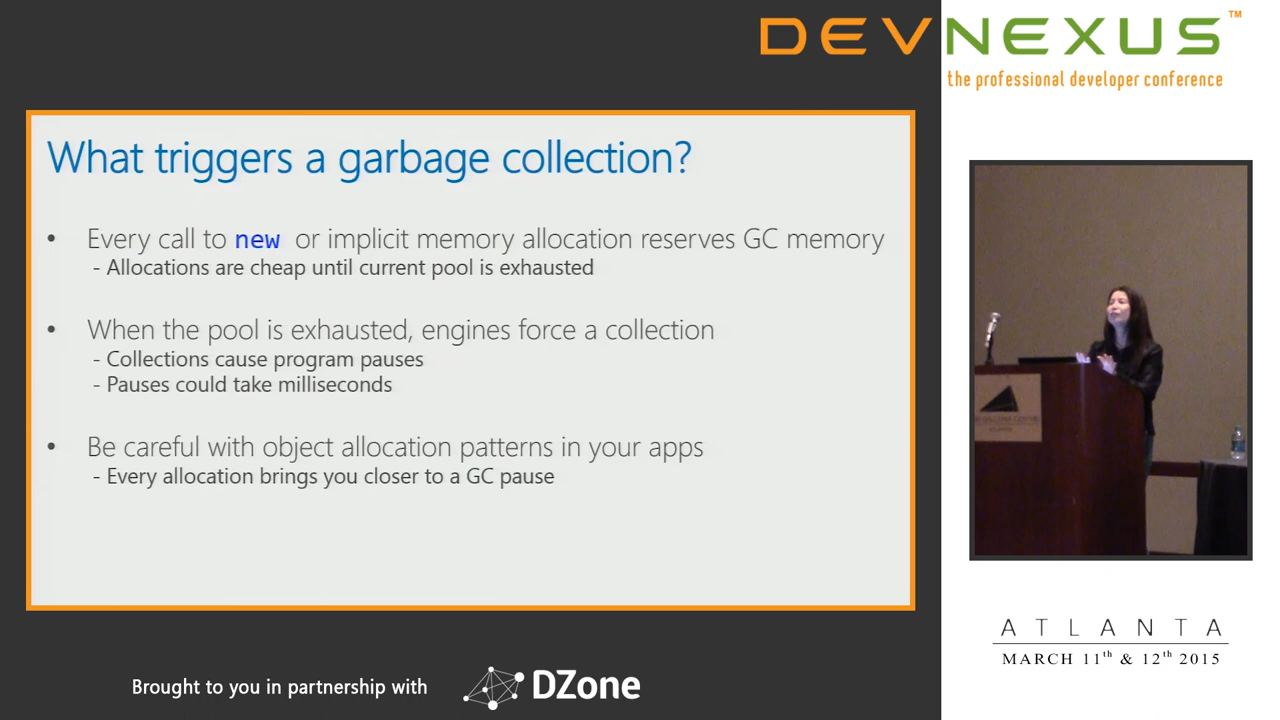 DEVNEXUS™
the professional developer conference
What triggers a garbage collection?
• Every call to new or implicit memory allocation reserves GC memory
- Allocations are cheap until current pool is exhausted
• When the pool is exhausted, engines force a collection
- Collections cause program pauses
- Pauses could take milliseconds
• Be careful with object allocation patterns in your apps
- Every allocation brings you closer to a GC pause
ATLANTA
MARCH 11th & 12th 2015
Brought to you in partnership with
DZone